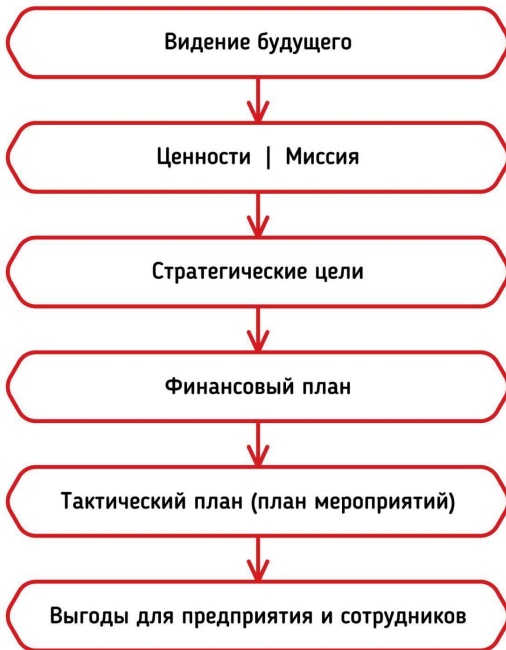 Видение будущего
Ценности | Миссия
Стратегические цели
Финансовый план
Тактический план (план мероприятий)
Выгоды для предприятия и сотрудников